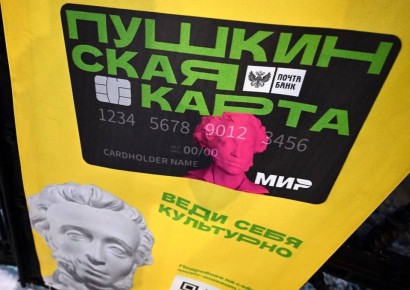 ПУШКИН
СКАЯ
КАРТА
ПОЧТА
БАНК
1234 5678 9012 3456
00/00
CARDHOLDER NAME
МИР
ВЕДИ СЕБЯ
КУЛЬТУРНО